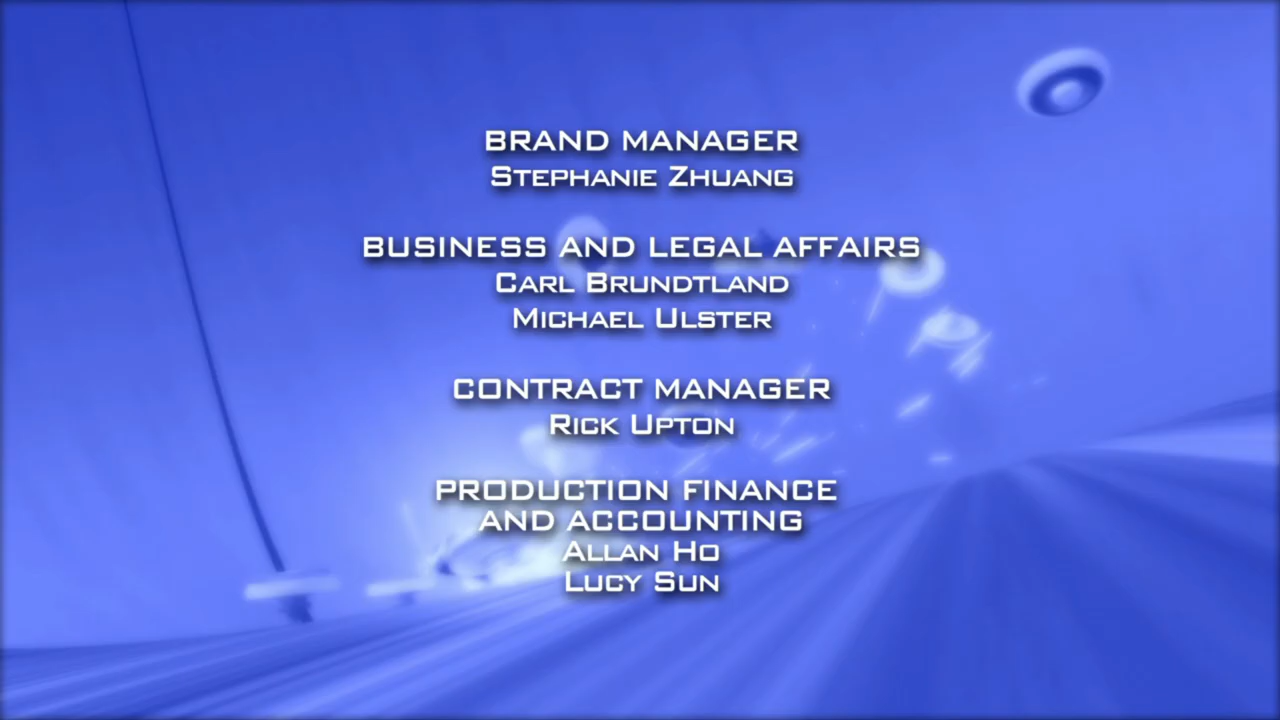 BRAND MANAGER
Stephanie Zhuang
BUSINESS AND LEGAL AFFAIRS
Carl Brundtland
Michael Ulster
CONTRACT MANAGER
Rick Upton
PRODUCTION FINANCE
AND ACCOUNTING
Allan Ho
Lucy Sun